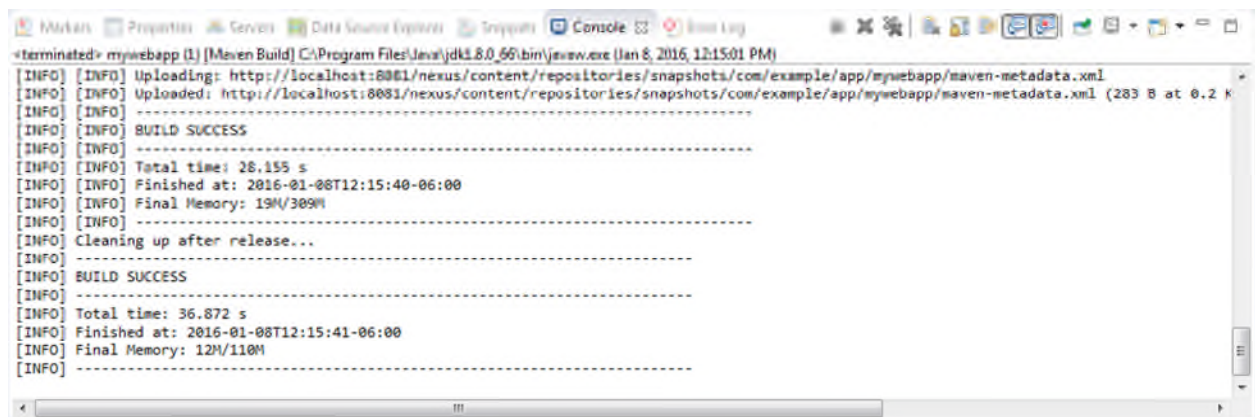 Markers Properties Servers Data Source Explorer Snippets Console Error Log
<terminated> mywebapp (1) [Maven Build] C:\Program Files\Java\jdk1.8.0_66\bin\javaw.exe (Jan 8, 2016, 12:15:01 PM)
[INFO] [INFO] Uploading: http://localhost:8081/nexus/content/repositories/snapshots/com/example/app/mywebapp/maven-metadata.xml
[INFO] [INFO] Uploaded: http://localhost:8081/nexus/content/repositories/snapshots/com/example/app/mywebapp/maven-metadata.xml (283 B at 0.2 K
[INFO] [INFO] ------------------------------------------------------------------------
[INFO] [INFO] BUILD SUCCESS
[INFO] [INFO] ------------------------------------------------------------------------
[INFO] [INFO] Total time: 28.155 s
[INFO] [INFO] Finished at: 2016-01-08T12:15:40-06:00
[INFO] [INFO] Final Memory: 19M/309M
[INFO] [INFO] ------------------------------------------------------------------------
[INFO] Cleaning up after release...
[INFO] ------------------------------------------------------------------------
[INFO] BUILD SUCCESS
[INFO] ------------------------------------------------------------------------
[INFO] Total time: 36.872 s
[INFO] Finished at: 2016-01-08T12:15:41-06:00
[INFO] Final Memory: 12M/110M
[INFO] ------------------------------------------------------------------------